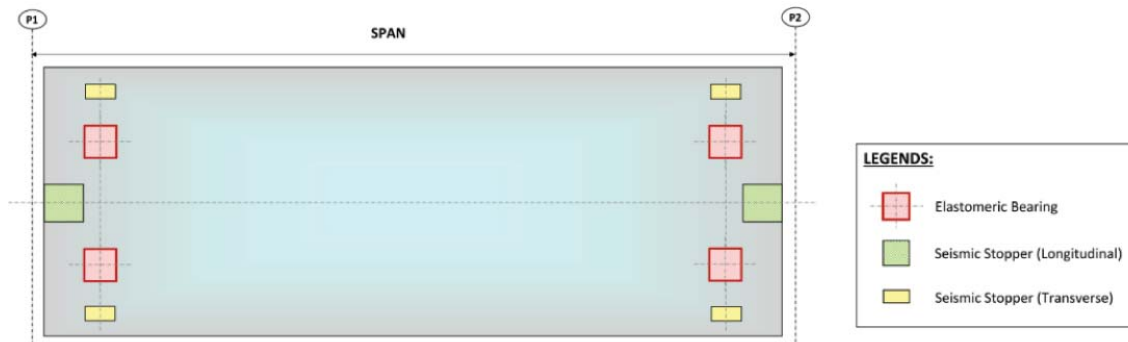 P1
P2
SPAN
LEGENDS:
Elastomeric Bearing
Seismic Stopper (Longitudinal)
Seismic Stopper (Transverse)